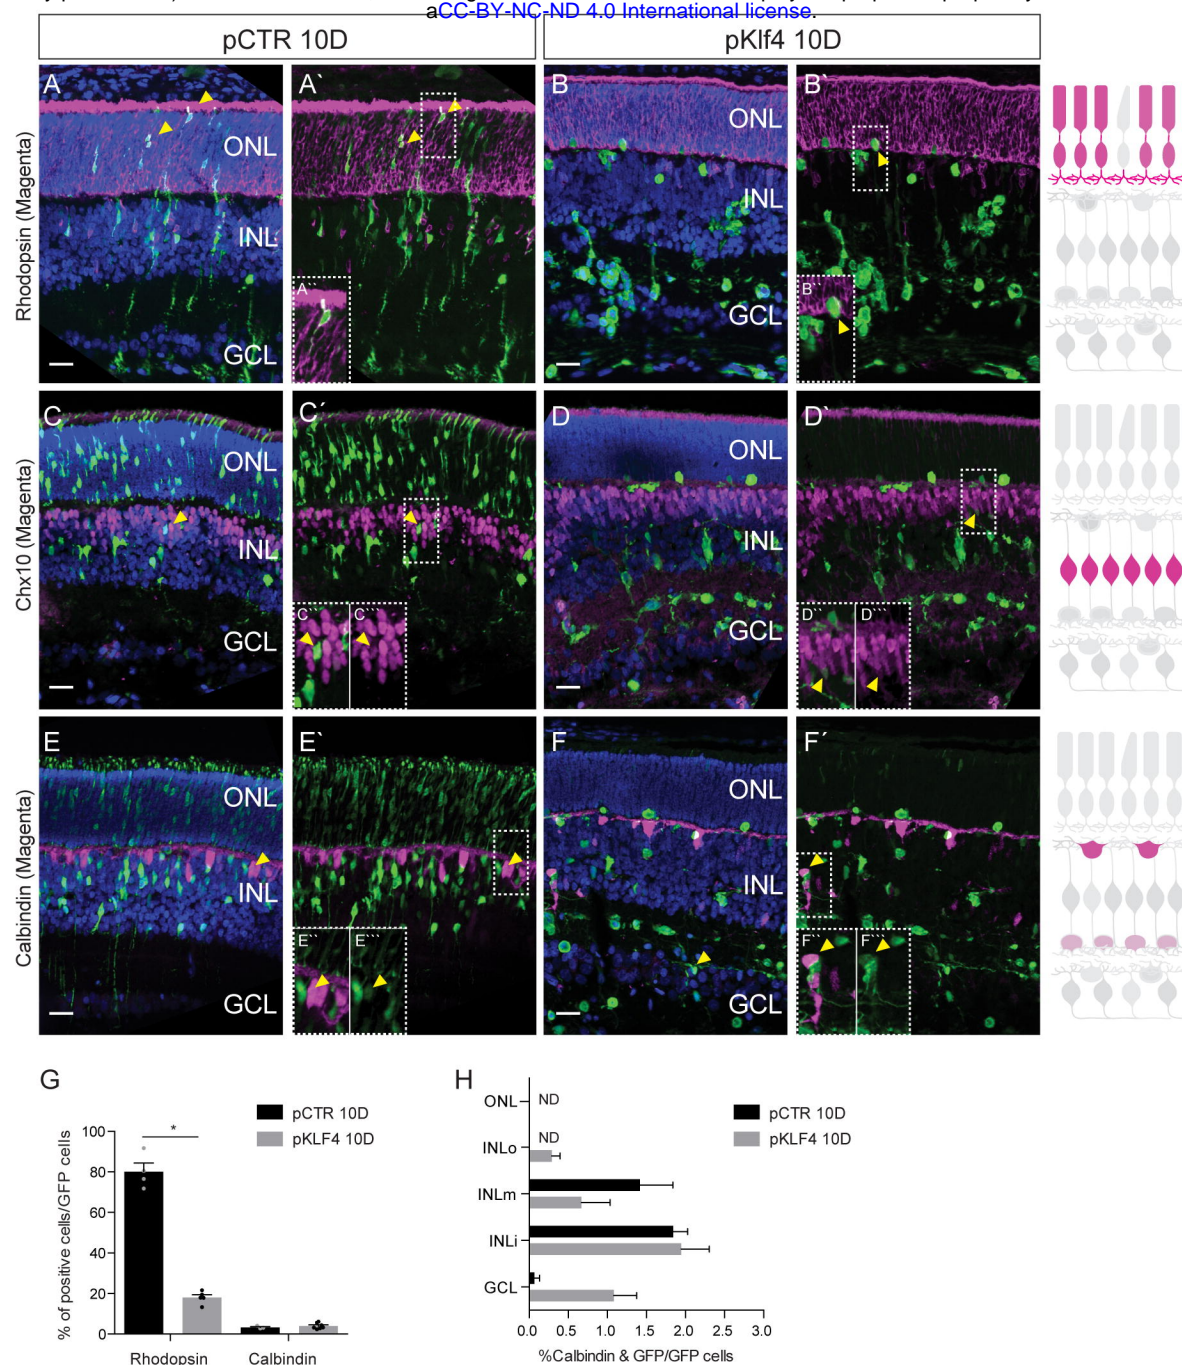 aCC-BY-NC-ND 4.0 International license.
pCTR 10D
pKlf4 10D
Rhodopsin (Magenta)
A
ONL
INL
GCL
A`
A``
B
ONL
INL
GCL
B`
B``
Chx10 (Magenta)
C
ONL
INL
GCL
C´
C``
C```
D
ONL
INL
GCL
D`
D``
D```
Calbindin (Magenta)
E
ONL
INL
GCL
E`
E``
E```
F
ONL
INL
GCL
F´
F``
G
pCTR 10D
pKLF4 10D
% of positive cells/GFP cells
100
80
60
40
20
0
*
Rhodopsin
Calbindin
H
pCTR 10D
pKLF4 10D
ONL
ND
INLo
ND
INLm
INLi
GCL
0.0 0.5 1.0 1.5 2.0 2.5 3.0
%Calbindin & GFP/GFP cells